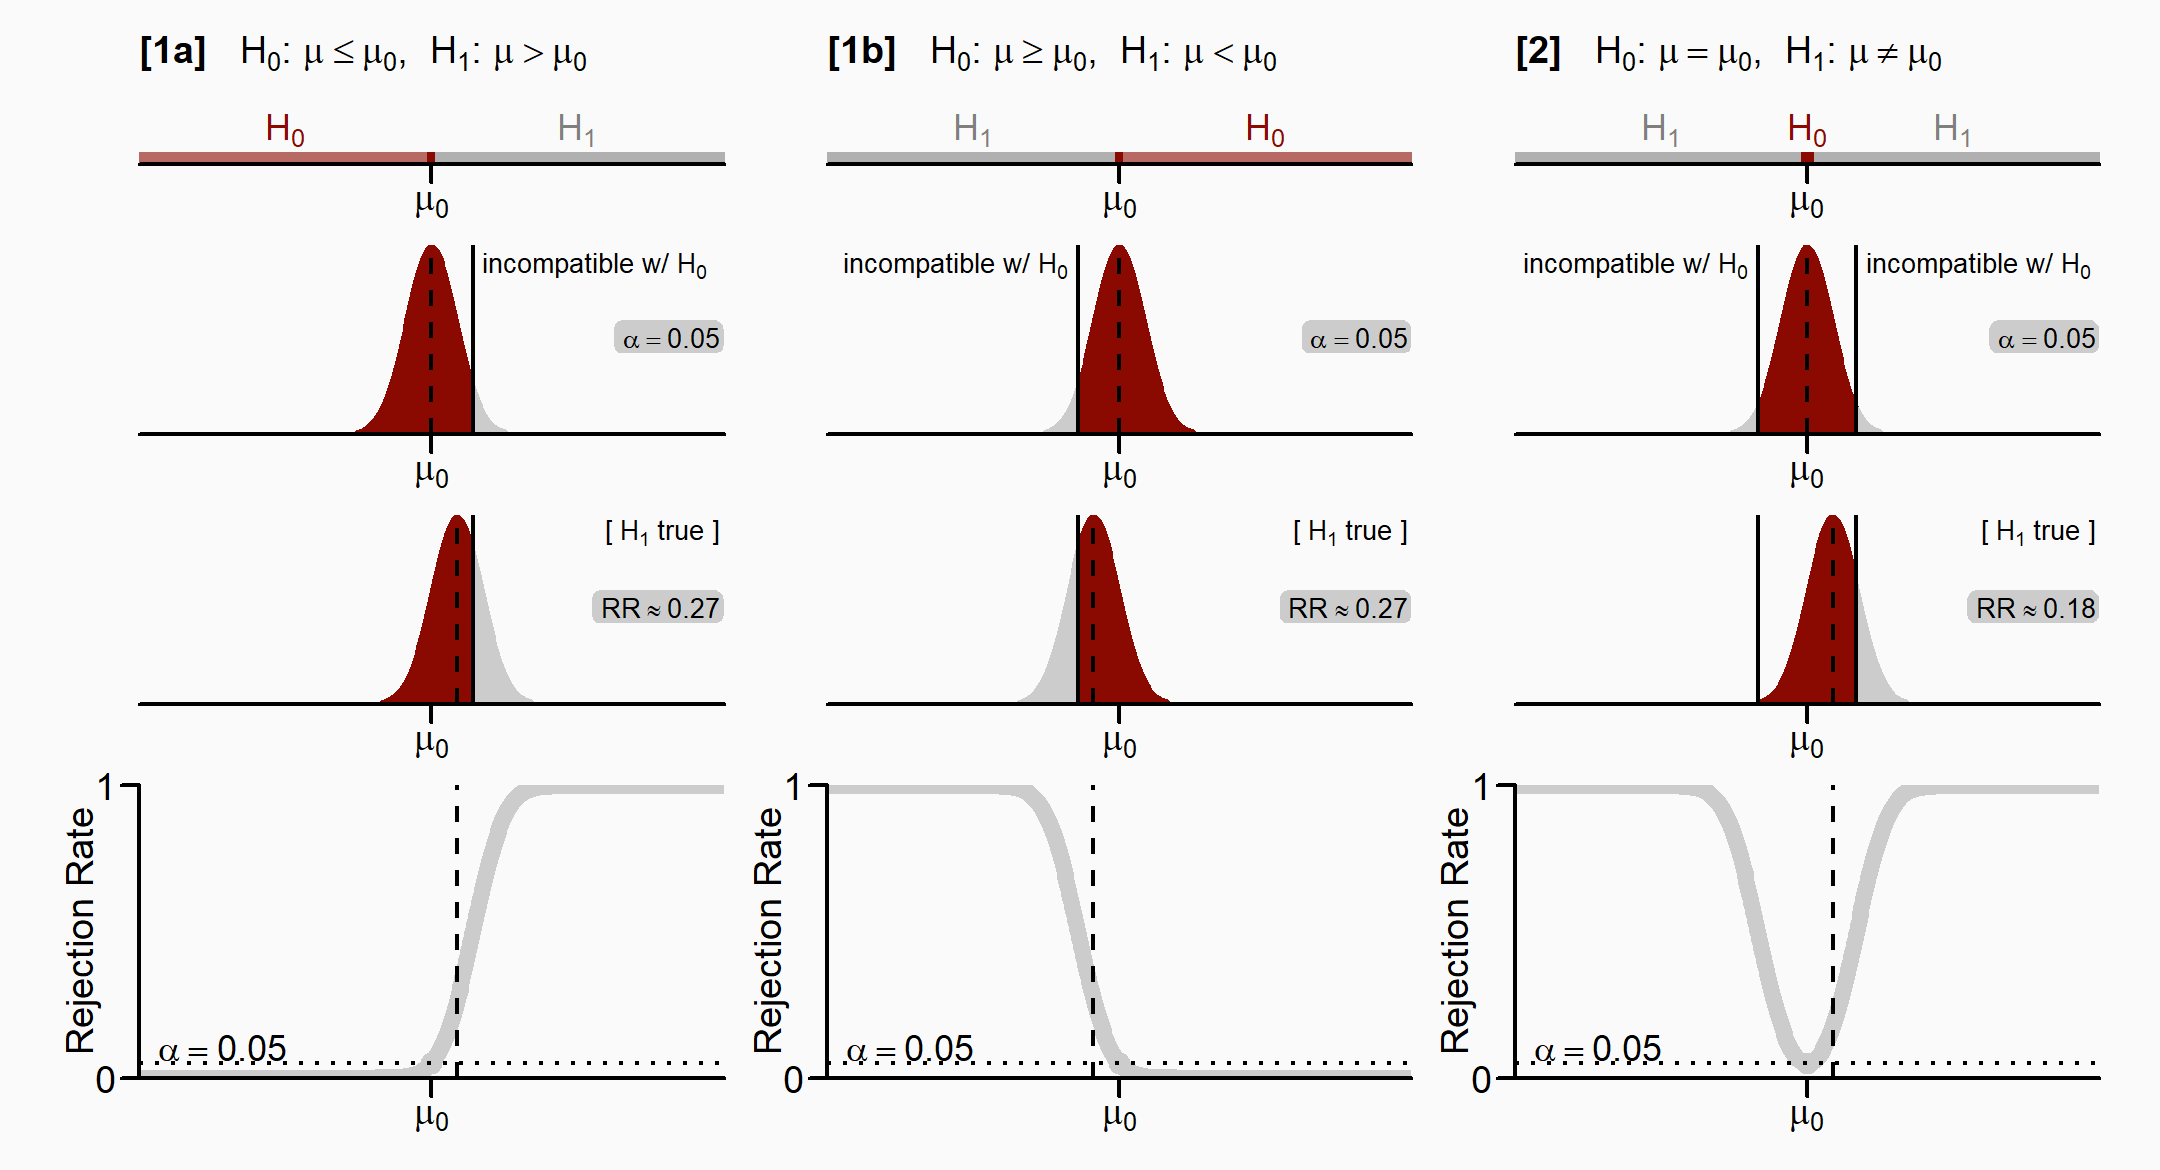 [1a] H₀: μ ≤ μ₀, H₁: μ > μ₀
H₀ H₁
μ₀
incompatible w/ H₀
α = 0.05
μ₀
[ H₁ true ]
RR ≈ 0.27
μ₀
1
Rejection Rate
α = 0.05
0
μ₀
[1b] H₀: μ ≥ μ₀, H₁: μ < μ₀
H₁ H₀
μ₀
incompatible w/ H₀
α = 0.05
μ₀
[ H₁ true ]
RR ≈ 0.27
μ₀
1
Rejection Rate
α = 0.05
0
μ₀
[2] H₀: μ = μ₀, H₁: μ ≠ μ₀
H₁ H₀ H₁
μ₀
incompatible w/ H₀ incompatible w/ H₀
α = 0.05
μ₀
[ H₁ true ]
RR ≈ 0.18
μ₀
1
Rejection Rate
α = 0.05
0
μ₀